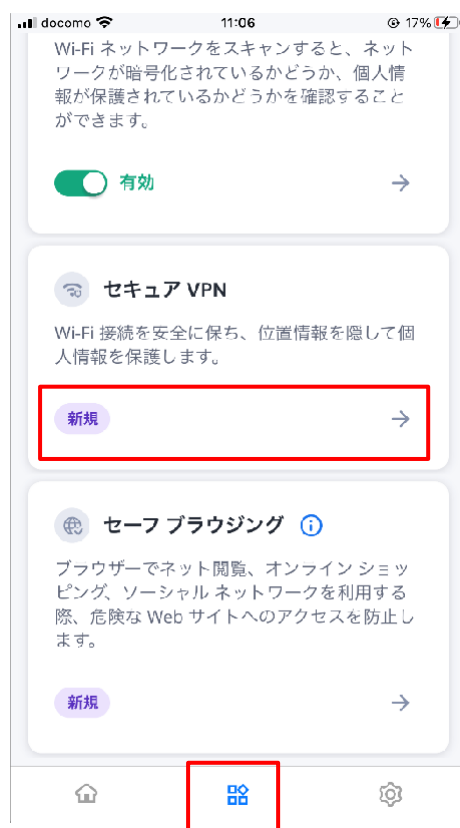 docomo 11:06 17%
Wi-Fi ネットワークをスキャンすると、ネット
ワークが暗号化されているかどうか、個人情
報が保護されているかどうかを確認すること
ができます。
有効
セキュア VPN
Wi-Fi 接続を安全に保ち、位置情報を隠して個
人情報を保護します。
新規
セーフ ブラウジング
ブラウザーでネット閲覧、オンライン ショッ
ピング、ソーシャル ネットワークを利用する
際、危険な Web サイトへのアクセスを防止し
ます。
新規